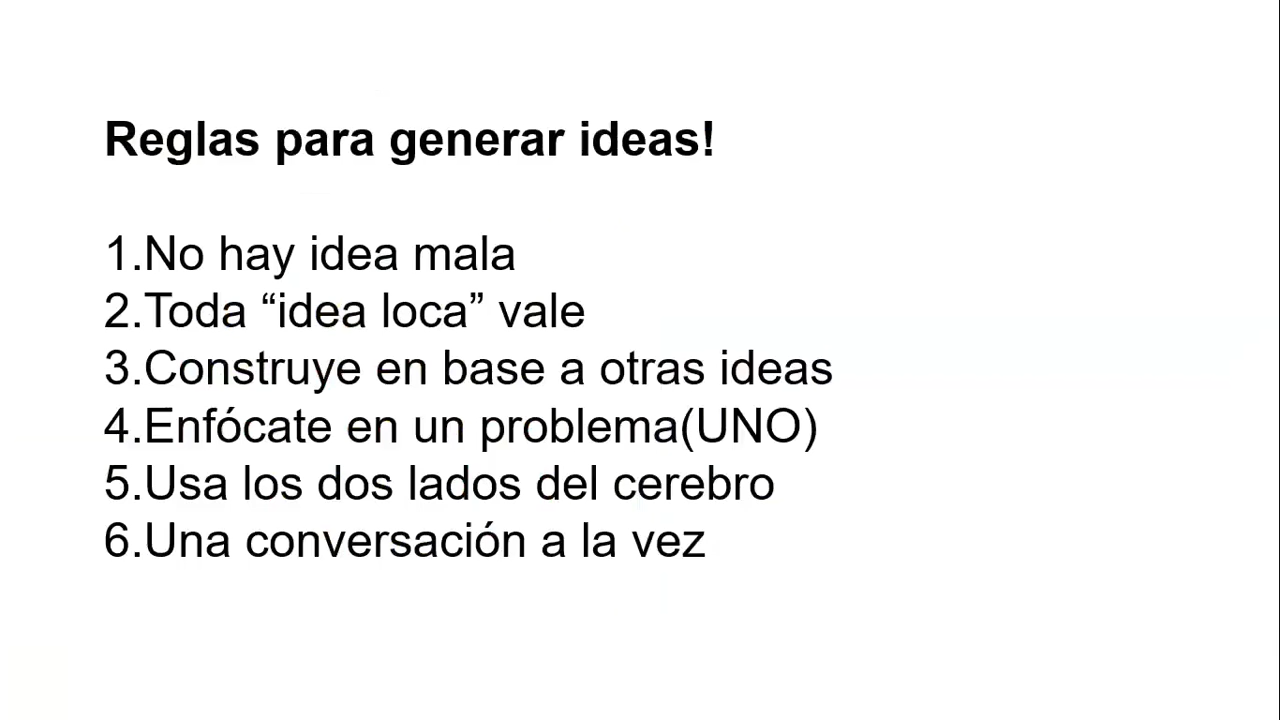 Reglas para generar ideas!
1.No hay idea mala
2.Toda “idea loca” vale
3.Construye en base a otras ideas
4.Enfócate en un problema(UNO)
5.Usa los dos lados del cerebro
6.Una conversación a la vez